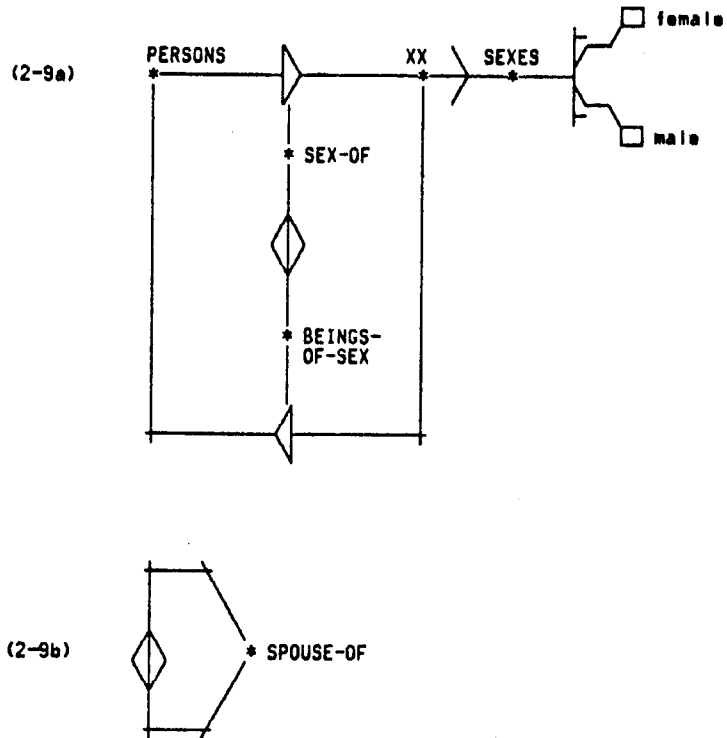 female
PERSONS XX SEXES
(2-9a) * * *
male
* SEX-OF
* BEINGS-
OF-SEX
(2-9b) * SPOUSE-OF